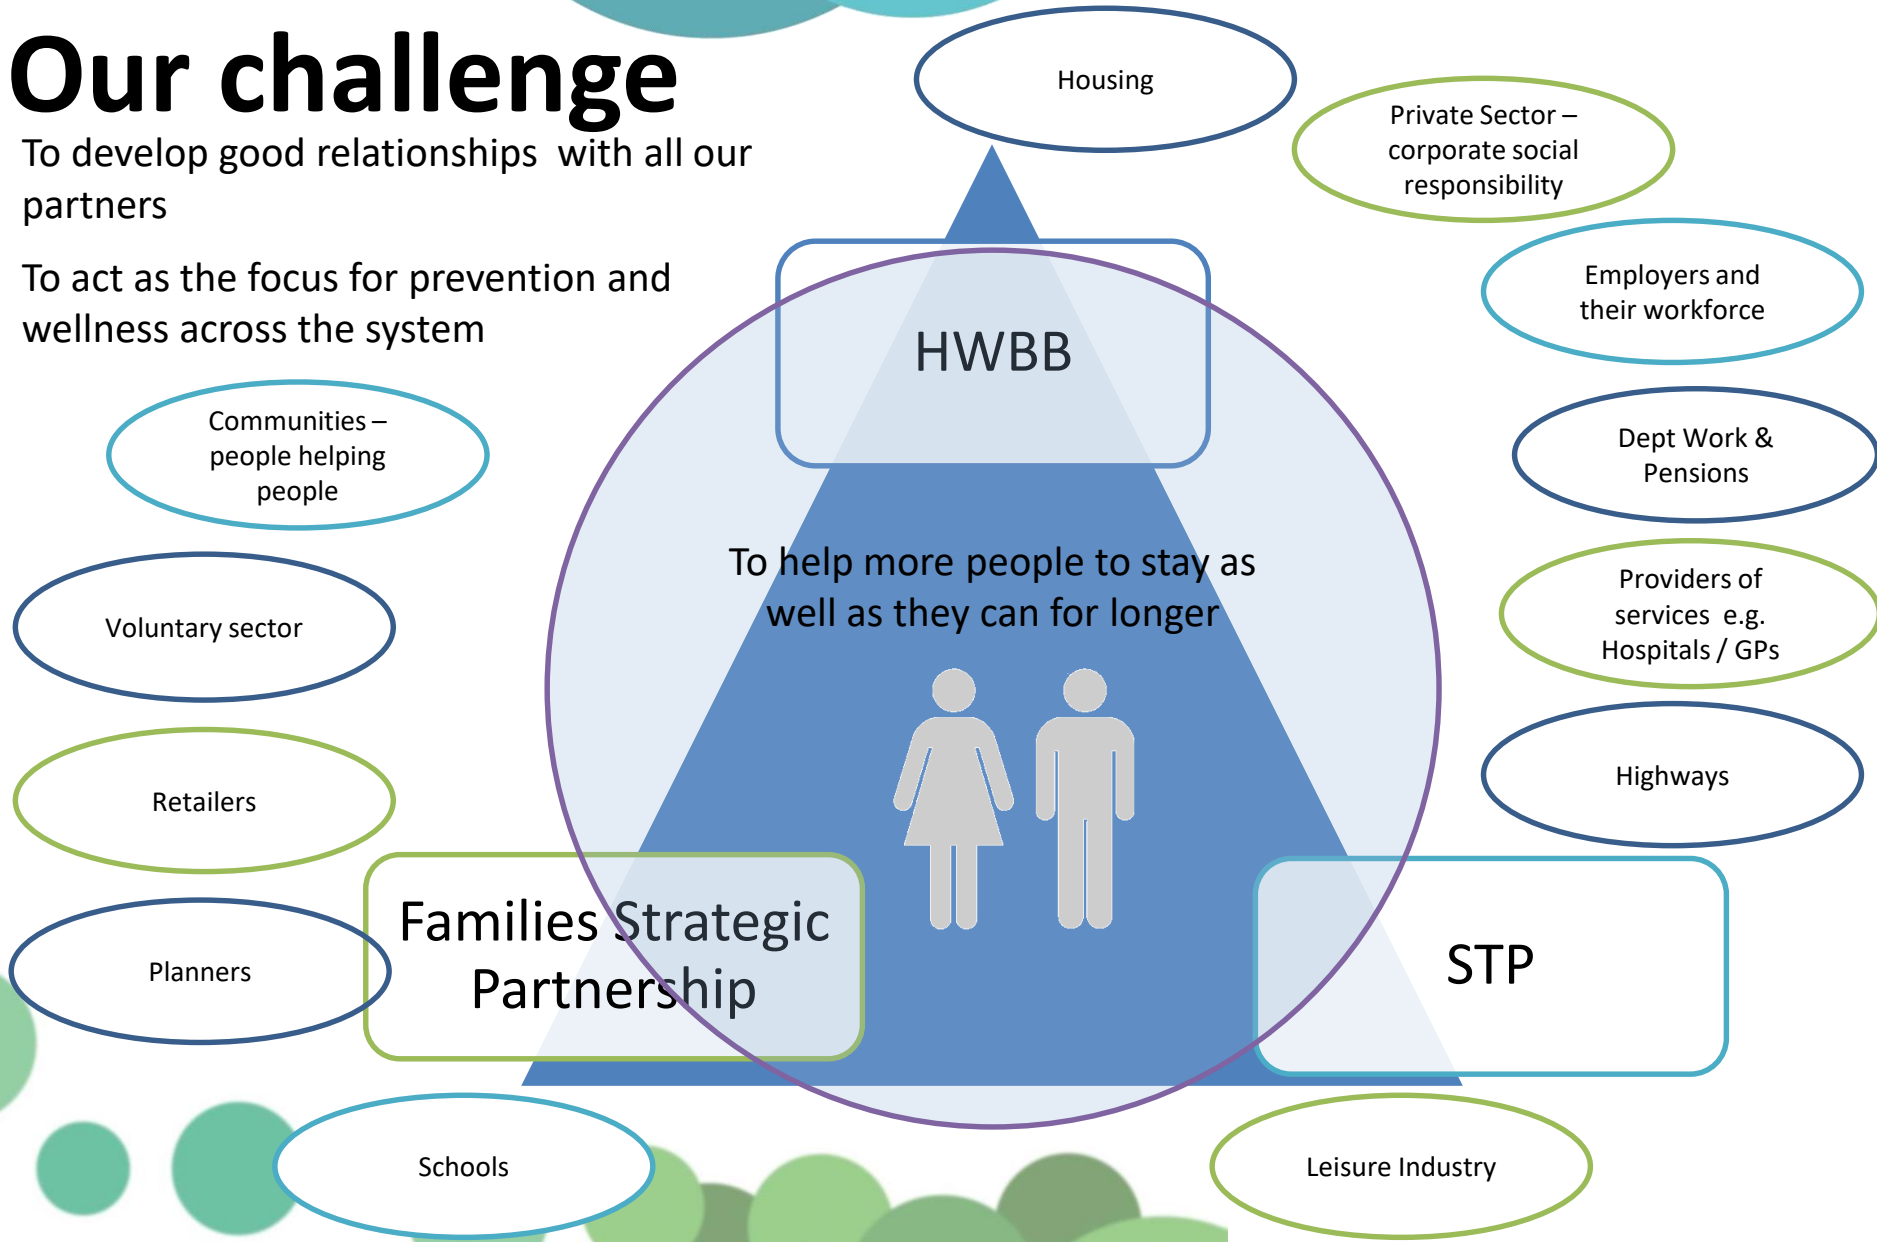 Our challenge
To develop good relationships  with all our
partners
To act as the focus for prevention and
wellness across the system
Housing
Private Sector –
corporate social
responsibility
Employers and
their workforce
Dept Work &
Pensions
Providers of
services  e.g.
Hospitals / GPs
Highways
Communities –
people helping
people
Voluntary sector
Retailers
Planners
Schools
Leisure Industry
HWBB
To help more people to stay as
well as they can for longer
Families Strategic
Partnership
STP